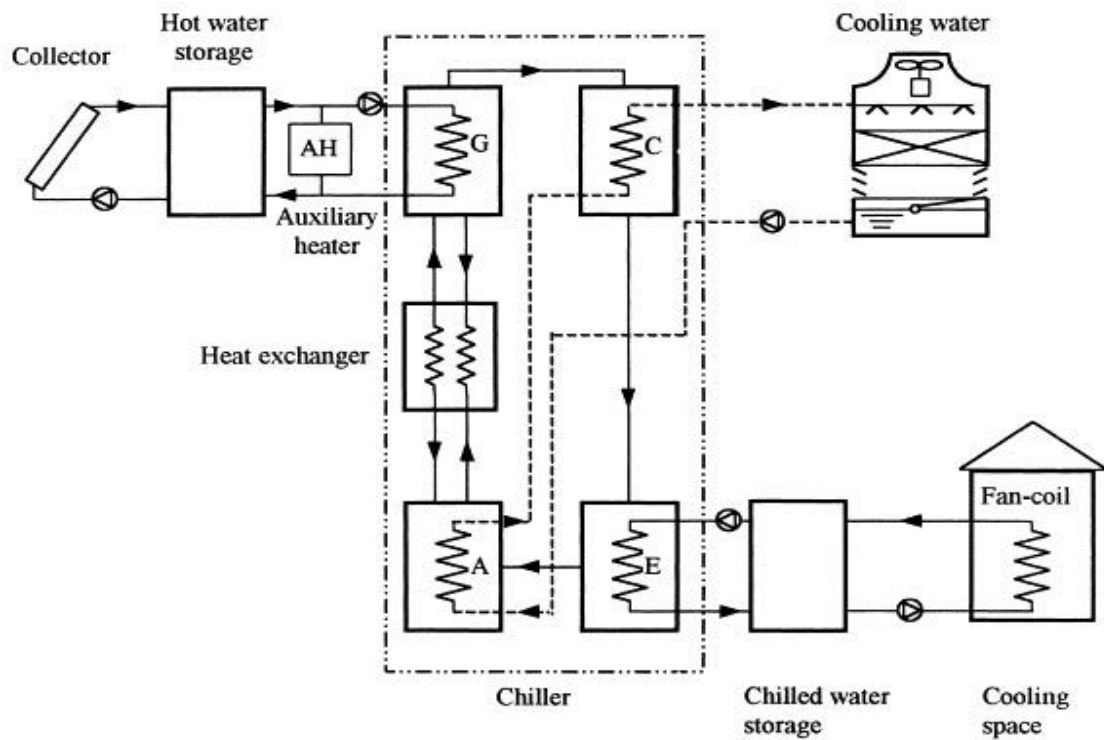 Hot water
storage
Cooling water
Collector
AH
G
C
Auxiliary
heater
Heat exchanger
Fan-coil
A
E
Chiller
Chilled water
storage
Cooling
space